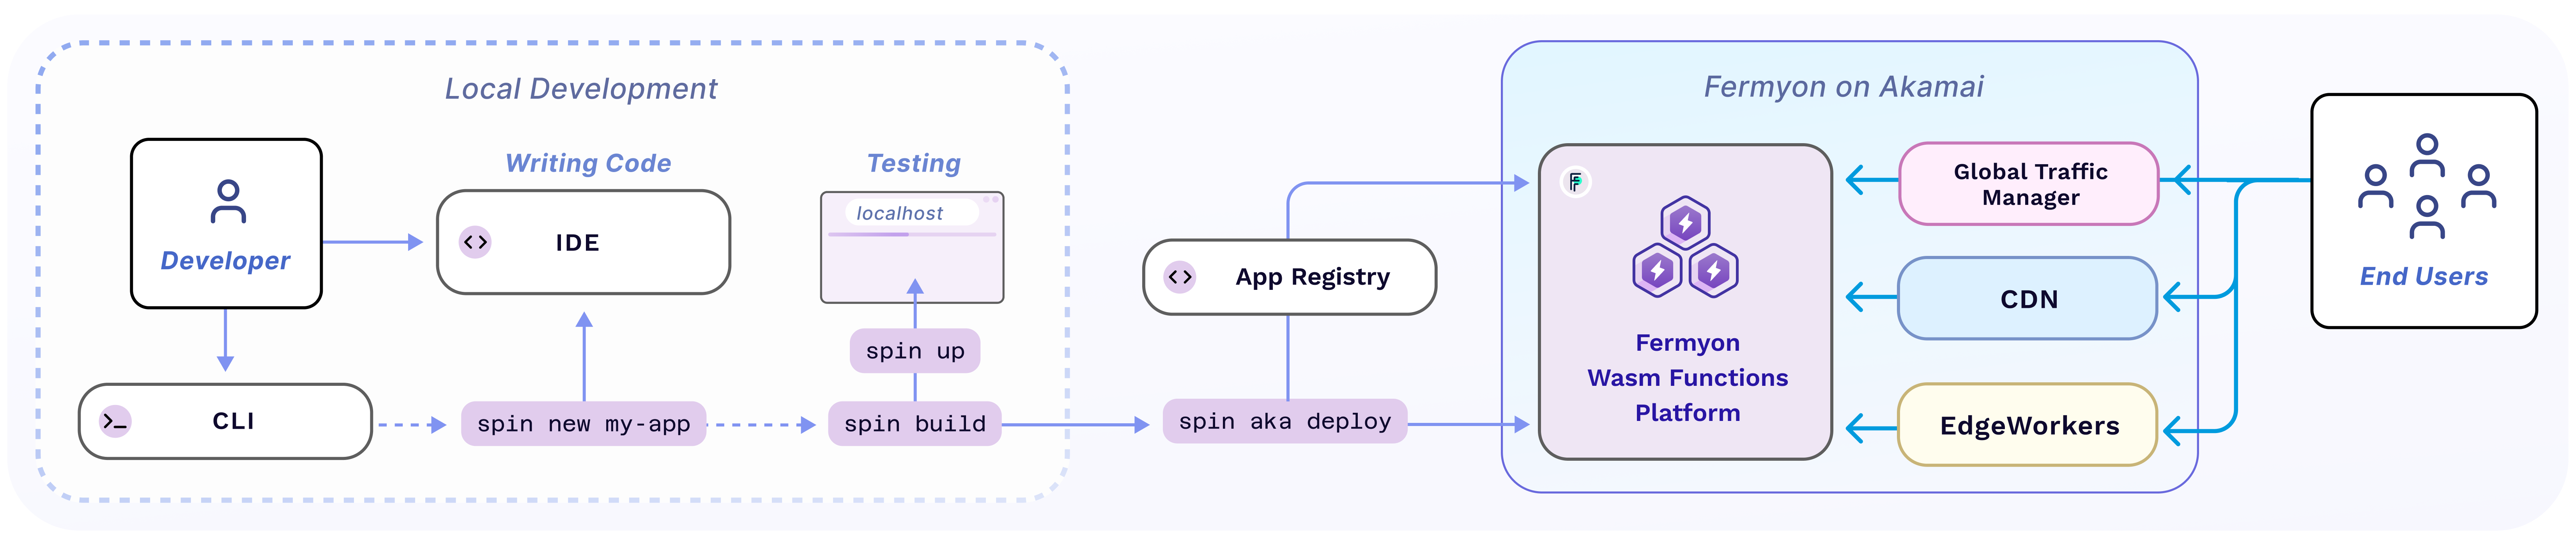 Local Development
Developer
CLI
Writing Code
IDE
spin new my-app
Testing
localhost
spin up
spin build
App Registry
spin aka deploy
Fermyon on Akamai
Fermyon
Wasm Functions
Platform
Global Traffic
Manager
CDN
EdgeWorkers
End Users